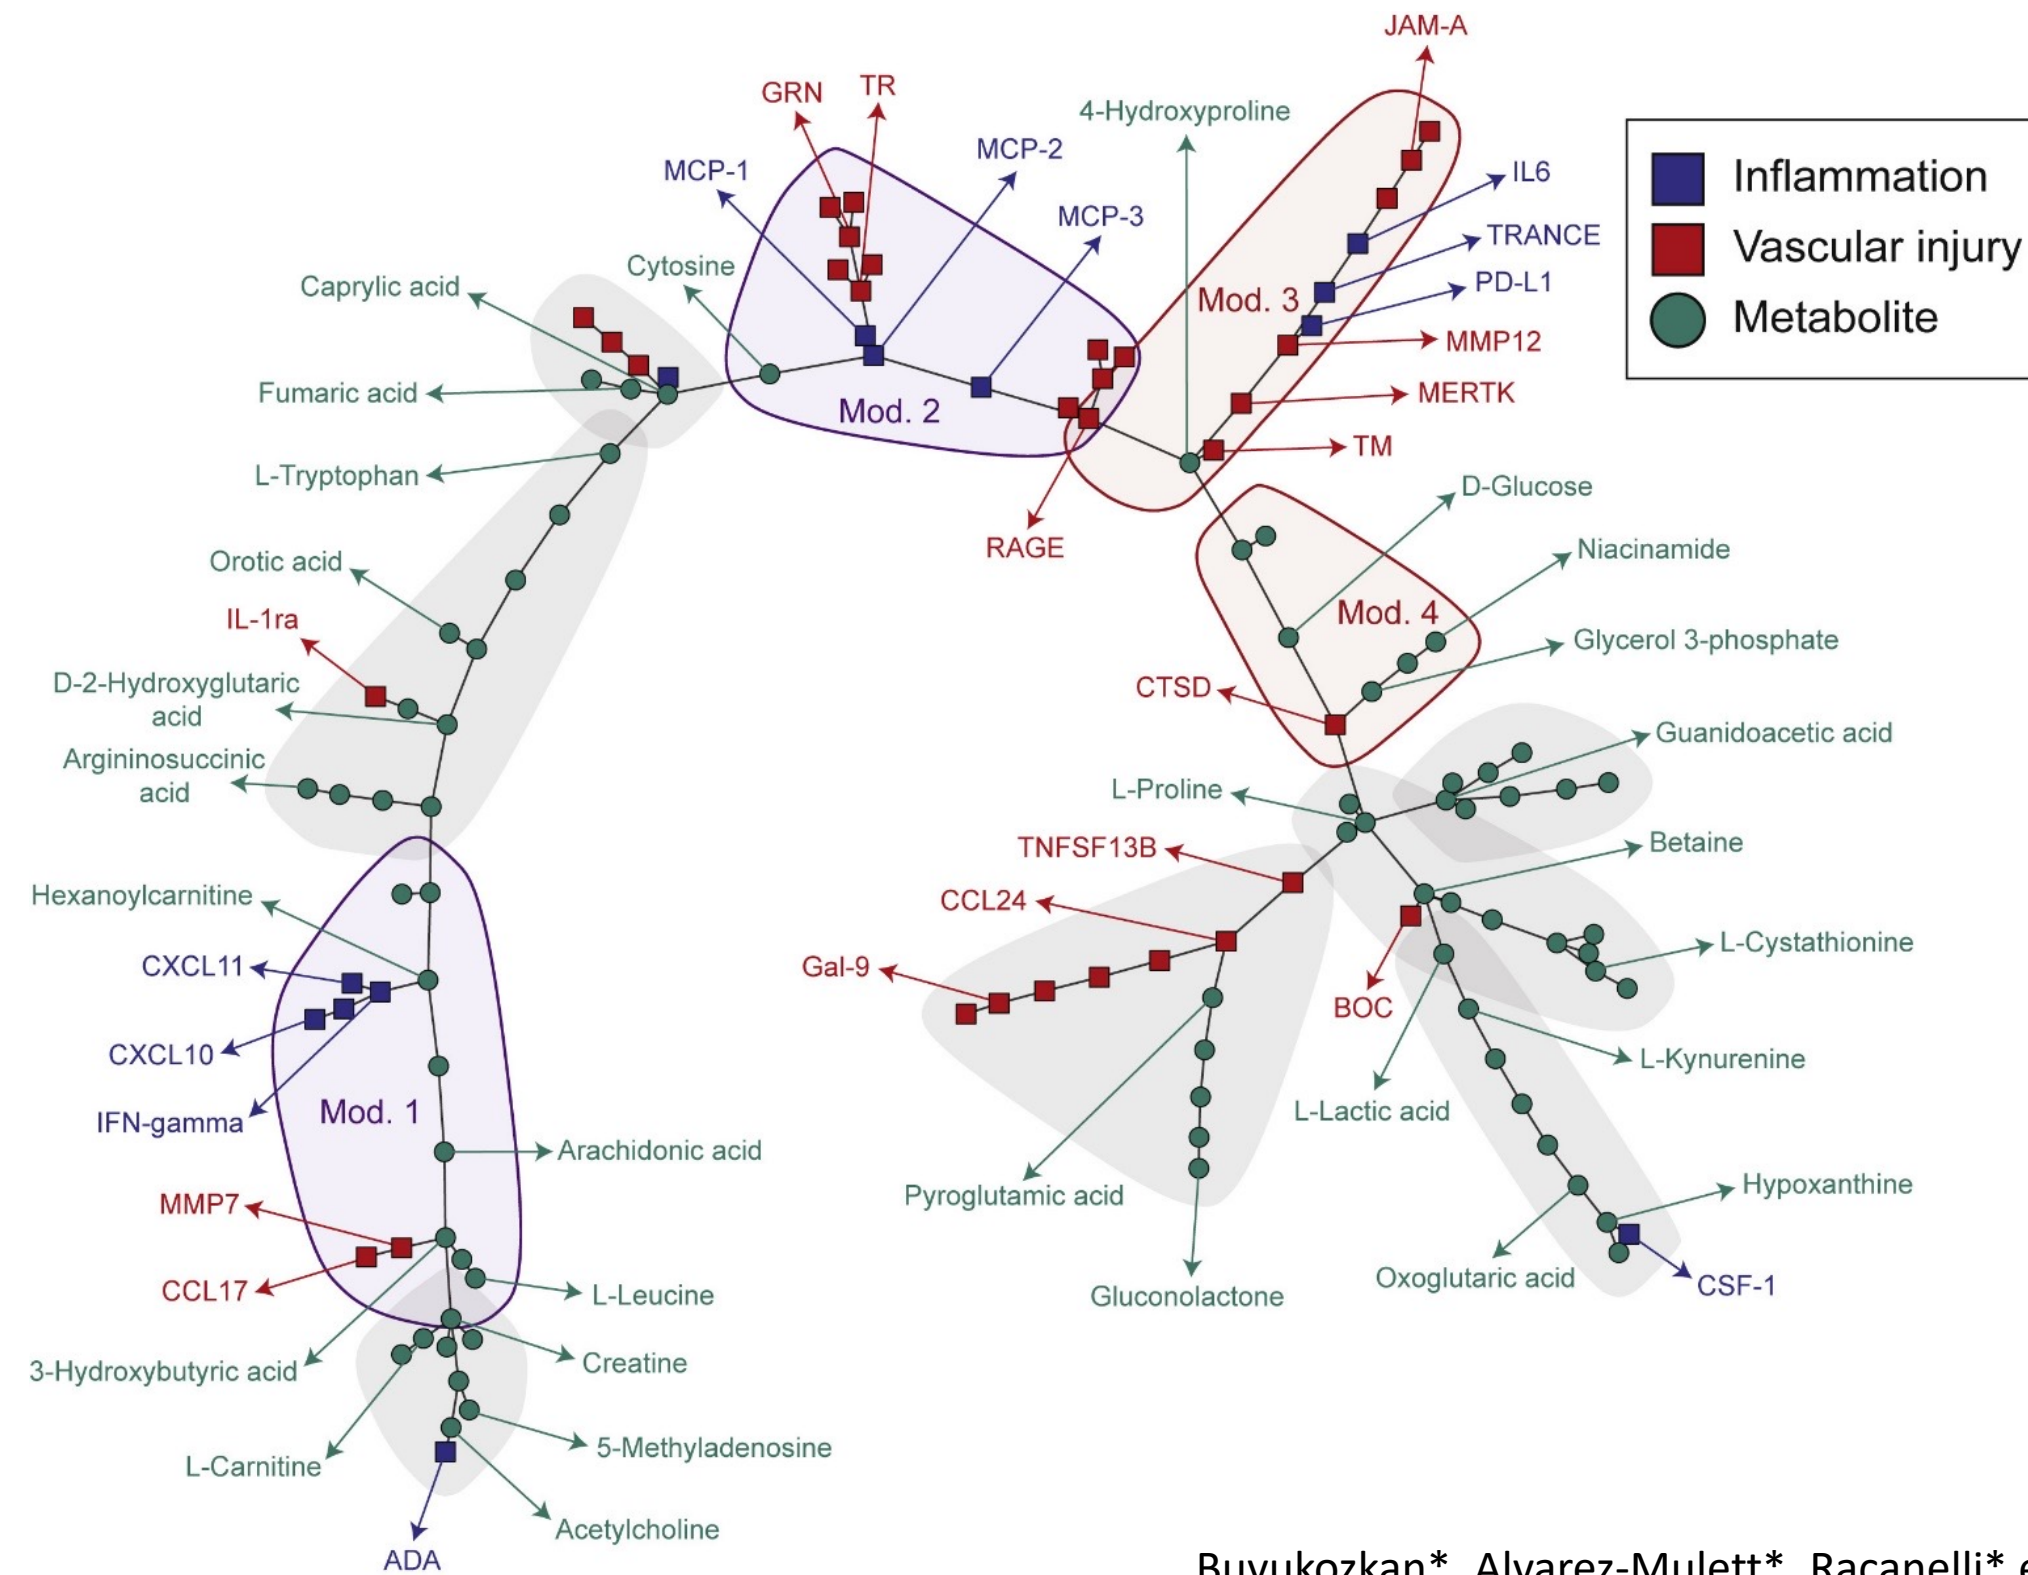 JAM-A
GRN
TR
4-Hydroxyproline
MCP-2
MCP-1
IL6
Inflammation
MCP-3
TRANCE
Vascular injury
Cytosine
PD-L1
Caprylic acid
Mod. 3
Metabolite
MMP12
Fumaric acid
MERTK
Mod. 2
TM
L-Tryptophan
D-Glucose
RAGE
Niacinamide
Orotic acid
IL-1ra
Mod. 4
Glycerol 3-phosphate
D-2-Hydroxyglutaric
acid
CTSD
Guanidoacetic acid
Argininosuccinic
acid
L-Proline
TNFSF13B
Betaine
Hexanoylcarnitine
CCL24
L-Cystathionine
CXCL11
Gal-9
BOC
CXCL10
L-Kynurenine
IFN-gamma
Mod. 1
L-Lactic acid
Arachidonic acid
MMP7
Pyroglutamic acid
Hypoxanthine
CCL17
L-Leucine
Gluconolactone
Oxoglutaric acid
CSF-1
3-Hydroxybutyric acid
Creatine
L-Carnitine
5-Methyladenosine
Acetylcholine
ADA
Buyukozkan*, Alvarez-Mulett*, Racanelli*